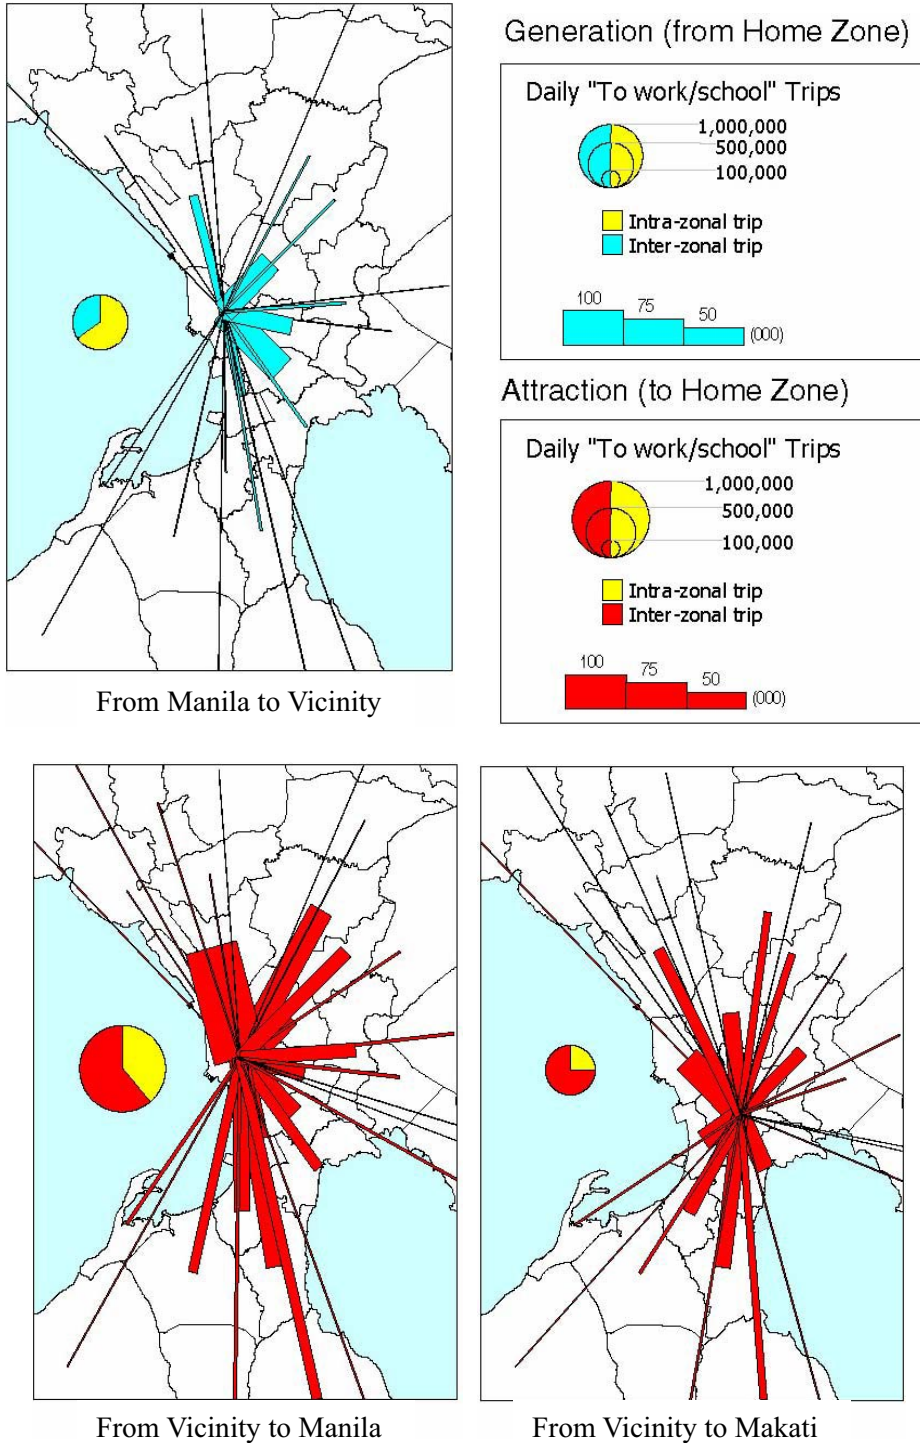 Generation (from Home Zone)
Daily "To work/school" Trips
1,000,000
500,000
100,000
Intra-zonal trip
Inter-zonal trip
100
75
50
(000)
From Manila to Vicinity
Attraction (to Home Zone)
Daily "To work/school" Trips
1,000,000
500,000
100,000
Intra-zonal trip
Inter-zonal trip
100
75
50
(000)
From Vicinity to Manila
From Vicinity to Makati